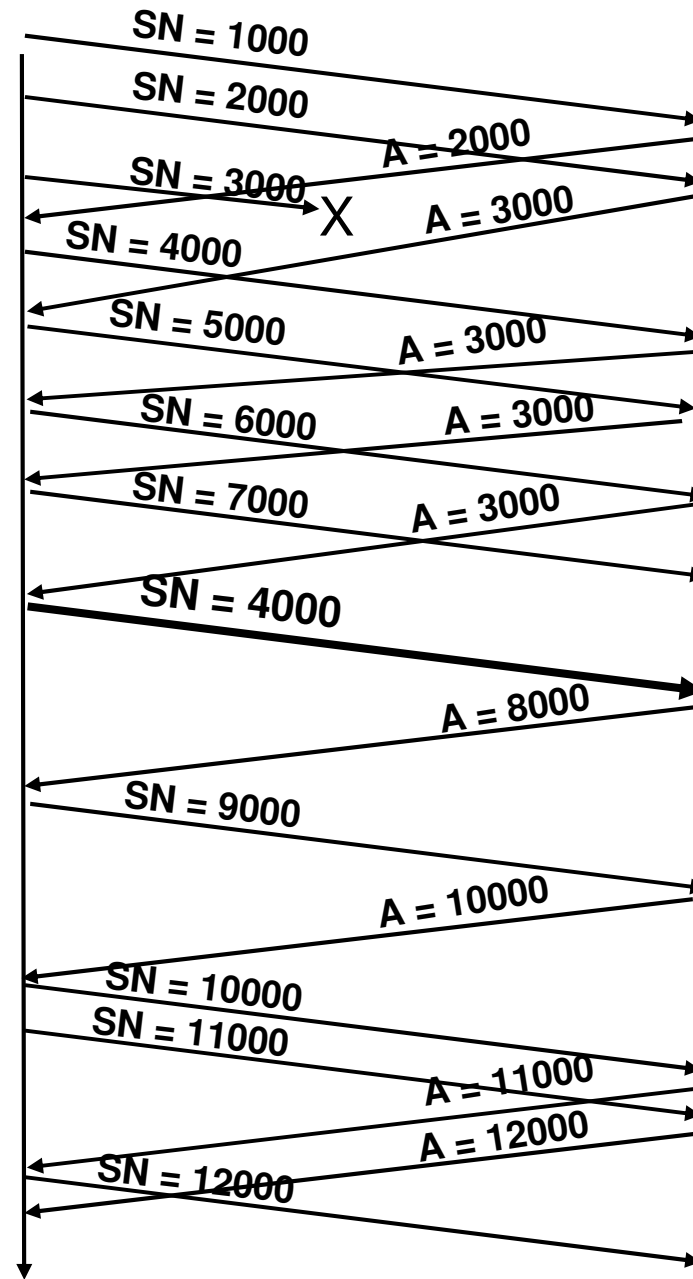 SN = 1000
SN = 2000
A = 2000
SN = 3000
X
A = 3000
SN = 4000
SN = 5000
A = 3000
SN = 6000
A = 3000
SN = 7000
A = 3000
SN = 4000
A = 8000
SN = 9000
A = 10000
SN = 10000
SN = 11000
A = 11000
A = 12000
SN = 12000